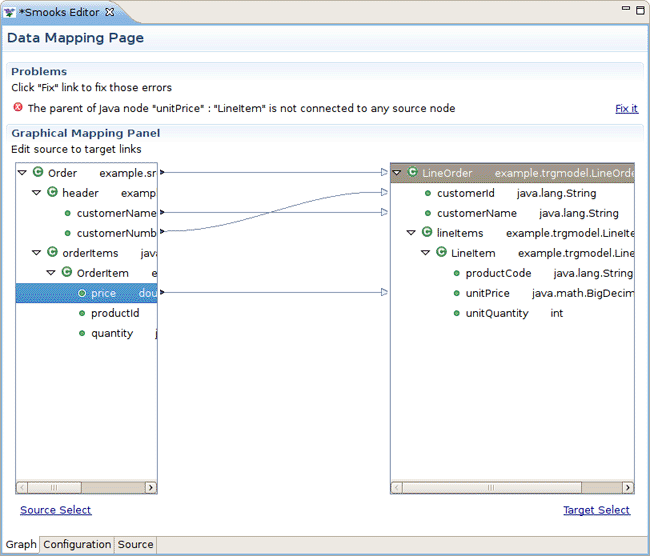 *Smooks Editor
Data Mapping Page
Problems
Click "Fix" link to fix those errors
The parent of Java node "unitPrice" : "LineItem" is not connected to any source node Fix it
Graphical Mapping Panel
Edit source to target links
Order example.sr
header examp
customerName
customerNumb
orderItems java
OrderItem e
price dou
productId
quantity j
LineOrder example.trgmodel.LineOrde
customerId java.lang.String
customerName java.lang.String
lineItems example.trgmodel.LineIte
LineItem example.trgmodel.Line
productCode java.lang.String
unitPrice java.math.BigDecim
unitQuantity int
Source Select Target Select
Graph Configuration Source